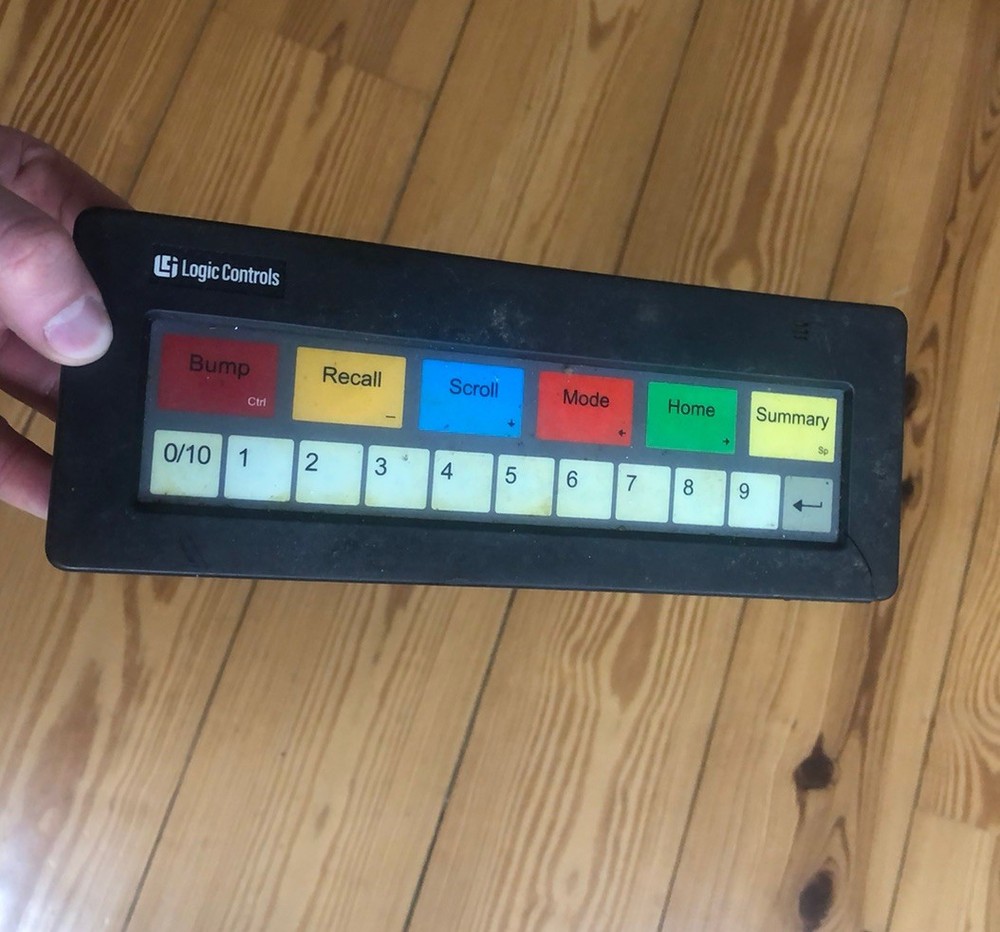 Logic Controls
Bump
Ctrl
Recall
_
Scroll
↓
Mode
←
Home
→
Summary
Sp
0/10
1
2
3
4
5
6
7
8
9
↵